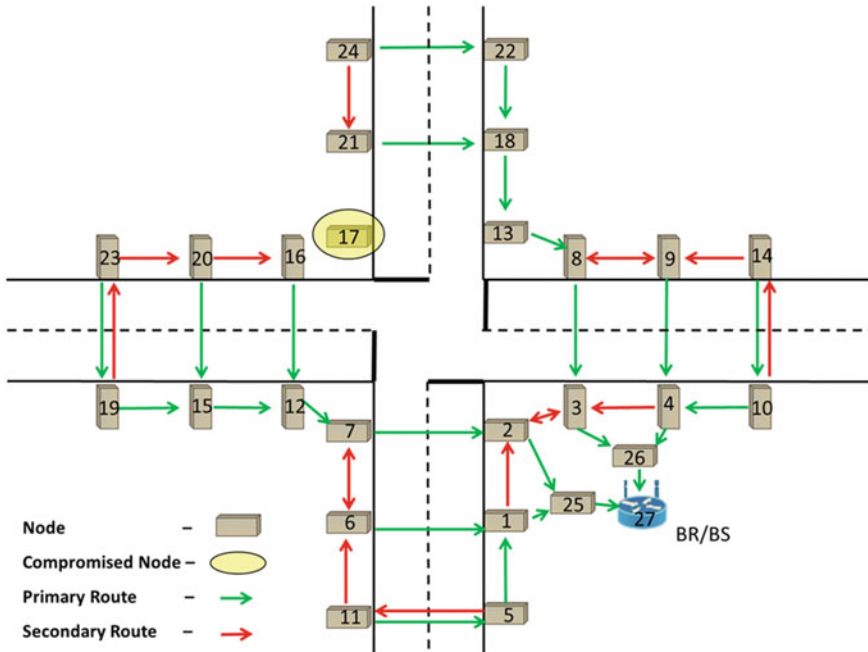 24 22
21 18
17 13
23 20 16 8 9 14
19 15 12 3 4 10
7 2
26
25 27
6 1
BR/BS
11 5
Node –
Compromised Node –
Primary Route –
Secondary Route –